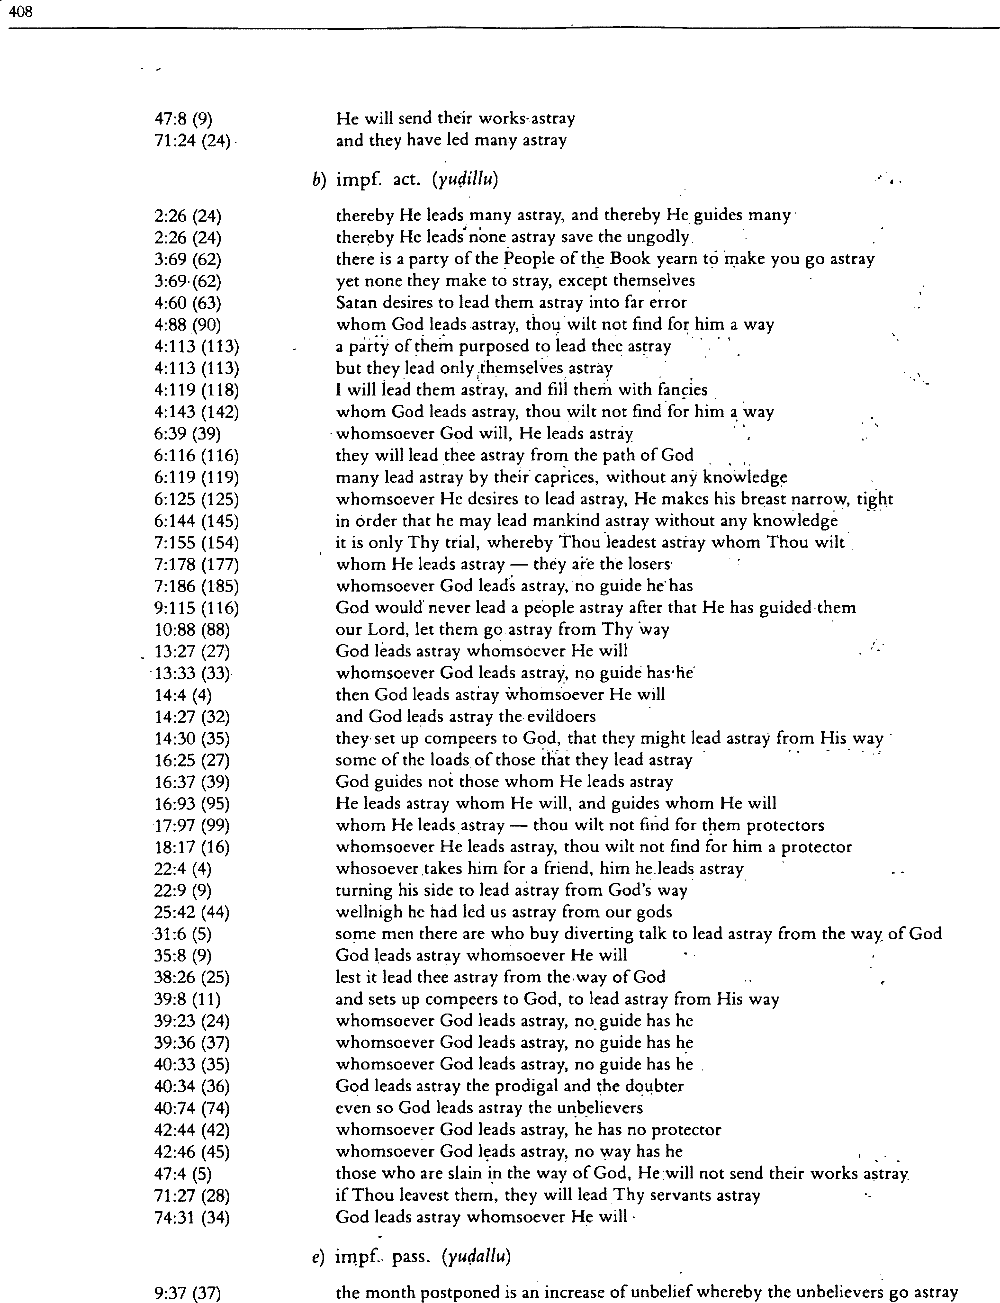 408
47:8 (9) He will send their works astray
71:24 (24) and they have led many astray
b) impf. act. (yuḍillu)
2:26 (24) thereby He leads many astray, and thereby He guides many
2:26 (24) thereby He leads none astray save the ungodly
3:69 (62) there is a party of the People of the Book yearn to make you go astray
3:69 (62) yet none they make to stray, except themselves
4:60 (63) Satan desires to lead them astray into far error
4:88 (90) whom God leads astray, thou wilt not find for him a way
4:113 (113) a party of them purposed to lead thee astray
4:113 (113) but they lead only themselves astray
4:119 (118) I will lead them astray, and fill them with fancies
4:143 (142) whom God leads astray, thou wilt not find for him a way
6:39 (39) whomsoever God will, He leads astray
6:116 (116) they will lead thee astray from the path of God
6:119 (119) many lead astray by their caprices, without any knowledge
6:125 (125) whomsoever He desires to lead astray, He makes his breast narrow, tight
6:144 (145) in order that he may lead mankind astray without any knowledge
7:155 (154) it is only Thy trial, whereby Thou leadest astray whom Thou wilt
7:178 (177) whom He leads astray — they are the losers
7:186 (185) whomsoever God leads astray, no guide he has
9:115 (116) God would never lead a people astray after that He has guided them
10:88 (88) our Lord, let them go astray from Thy way
13:27 (27) God leads astray whomsoever He will
13:33 (33) whomsoever God leads astray, no guide has he
14:4 (4) then God leads astray whomsoever He will
14:27 (32) and God leads astray the evildoers
14:30 (35) they set up compeers to God, that they might lead astray from His way
16:25 (27) some of the loads of those that they lead astray
16:37 (39) God guides not those whom He leads astray
16:93 (95) He leads astray whom He will, and guides whom He will
17:97 (99) whom He leads astray — thou wilt not find for them protectors
18:17 (16) whomsoever He leads astray, thou wilt not find for him a protector
22:4 (4) whosoever takes him for a friend, him he leads astray
22:9 (9) turning his side to lead astray from God's way
25:42 (44) wellnigh he had led us astray from our gods
31:6 (5) some men there are who buy diverting talk to lead astray from the way of God
35:8 (9) God leads astray whomsoever He will
38:26 (25) lest it lead thee astray from the way of God
39:8 (11) and sets up compeers to God, to lead astray from His way
39:23 (24) whomsoever God leads astray, no guide has he
39:36 (37) whomsoever God leads astray, no guide has he
40:33 (35) whomsoever God leads astray, no guide has he
40:34 (36) God leads astray the prodigal and the doubter
40:74 (74) even so God leads astray the unbelievers
42:44 (42) whomsoever God leads astray, he has no protector
42:46 (45) whomsoever God leads astray, no way has he
47:4 (5) those who are slain in the way of God, He will not send their works astray
71:27 (28) if Thou leavest them, they will lead Thy servants astray
74:31 (34) God leads astray whomsoever He will
e) impf. pass. (yuḍallu)
9:37 (37) the month postponed is an increase of unbelief whereby the unbelievers go astray